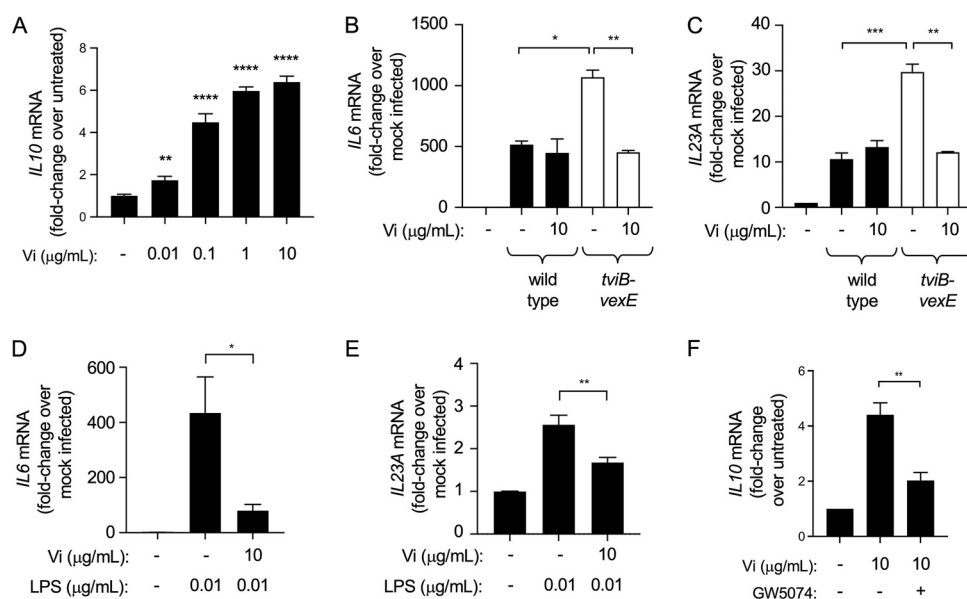 A
IL10 mRNA
(fold-change over untreated)
8
6
4
2
0
**
****
****
****
Vi (µg/mL):
-
0.01
0.1
1
10
B
IL6 mRNA
(fold-change over
mock infected)
1500
1000
500
0
*
**
Vi (µg/mL):
-
-
10
-
10
wild
type
tviB-
vexE
C
IL23A mRNA
(fold-change over
mock infected)
40
30
20
10
0
***
**
Vi (µg/mL):
-
-
10
-
10
wild
type
tviB-
vexE
D
IL6 mRNA
(fold-change over
mock infected)
600
400
200
0
*
Vi (µg/mL):
-
-
10
LPS (µg/mL):
-
0.01
0.01
E
IL23A mRNA
(fold-change over
mock infected)
4
3
2
1
0
**
Vi (µg/mL):
-
-
10
LPS (µg/mL):
-
0.01
0.01
F
IL10 mRNA
(fold-change
over untreated)
6
4
2
0
**
Vi (µg/mL):
-
10
10
GW5074:
-
-
+